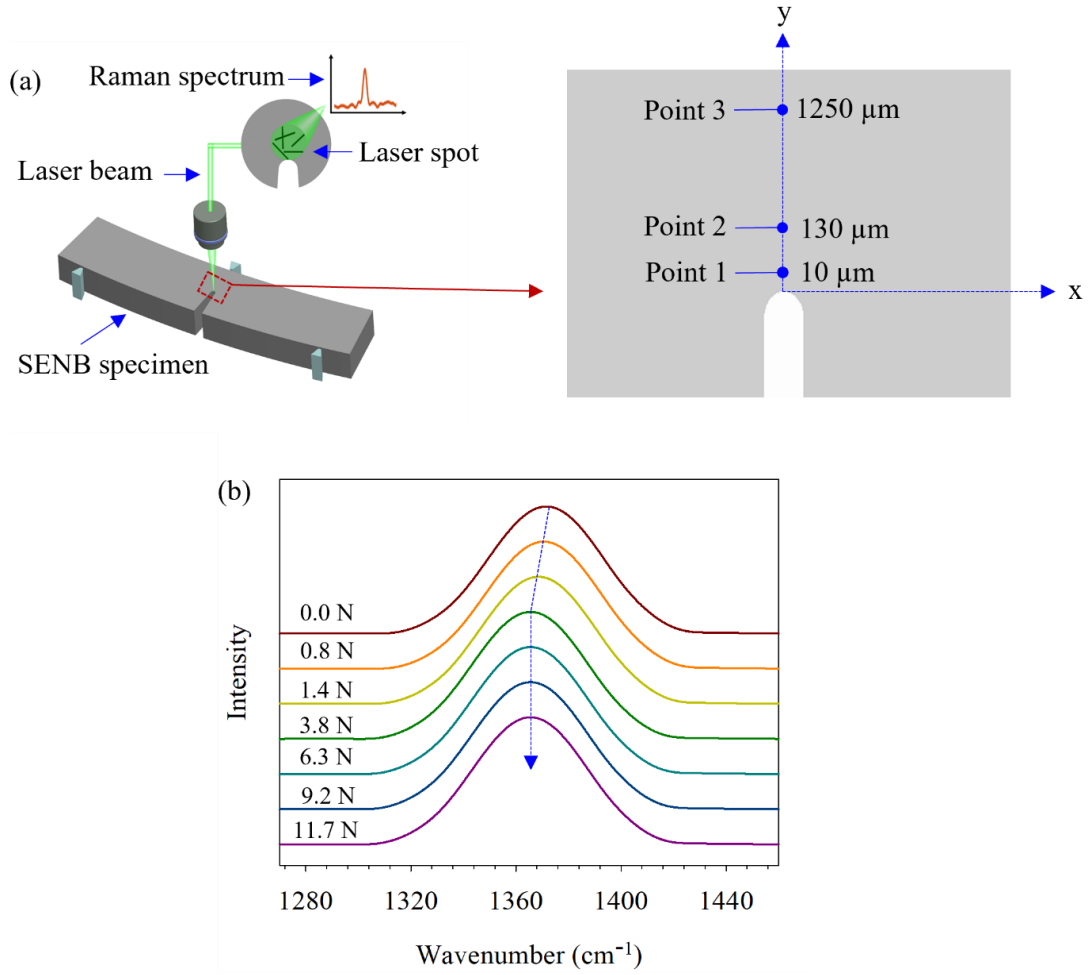 (a)
Raman spectrum
Laser spot
Laser beam
SENB specimen
y
Point 3
1250 µm
Point 2
130 µm
Point 1
10 µm
x
(b)
0.0 N
0.8 N
1.4 N
3.8 N
6.3 N
9.2 N
11.7 N
Intensity
1280 1320 1360 1400 1440
Wavenumber (cm⁻¹)